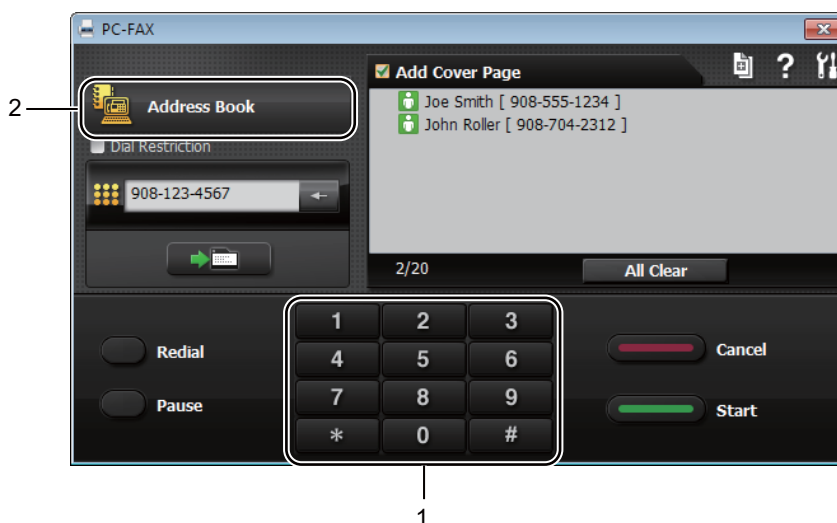 PC-FAX
Add Cover Page
?
2
Address Book
Joe Smith [ 908-555-1234 ]
John Roller [ 908-704-2312 ]
Dial Restriction
908-123-4567
2/20
All Clear
1 2 3
Redial
4 5 6
Cancel
Pause
7 8 9
Start
* 0 #
1